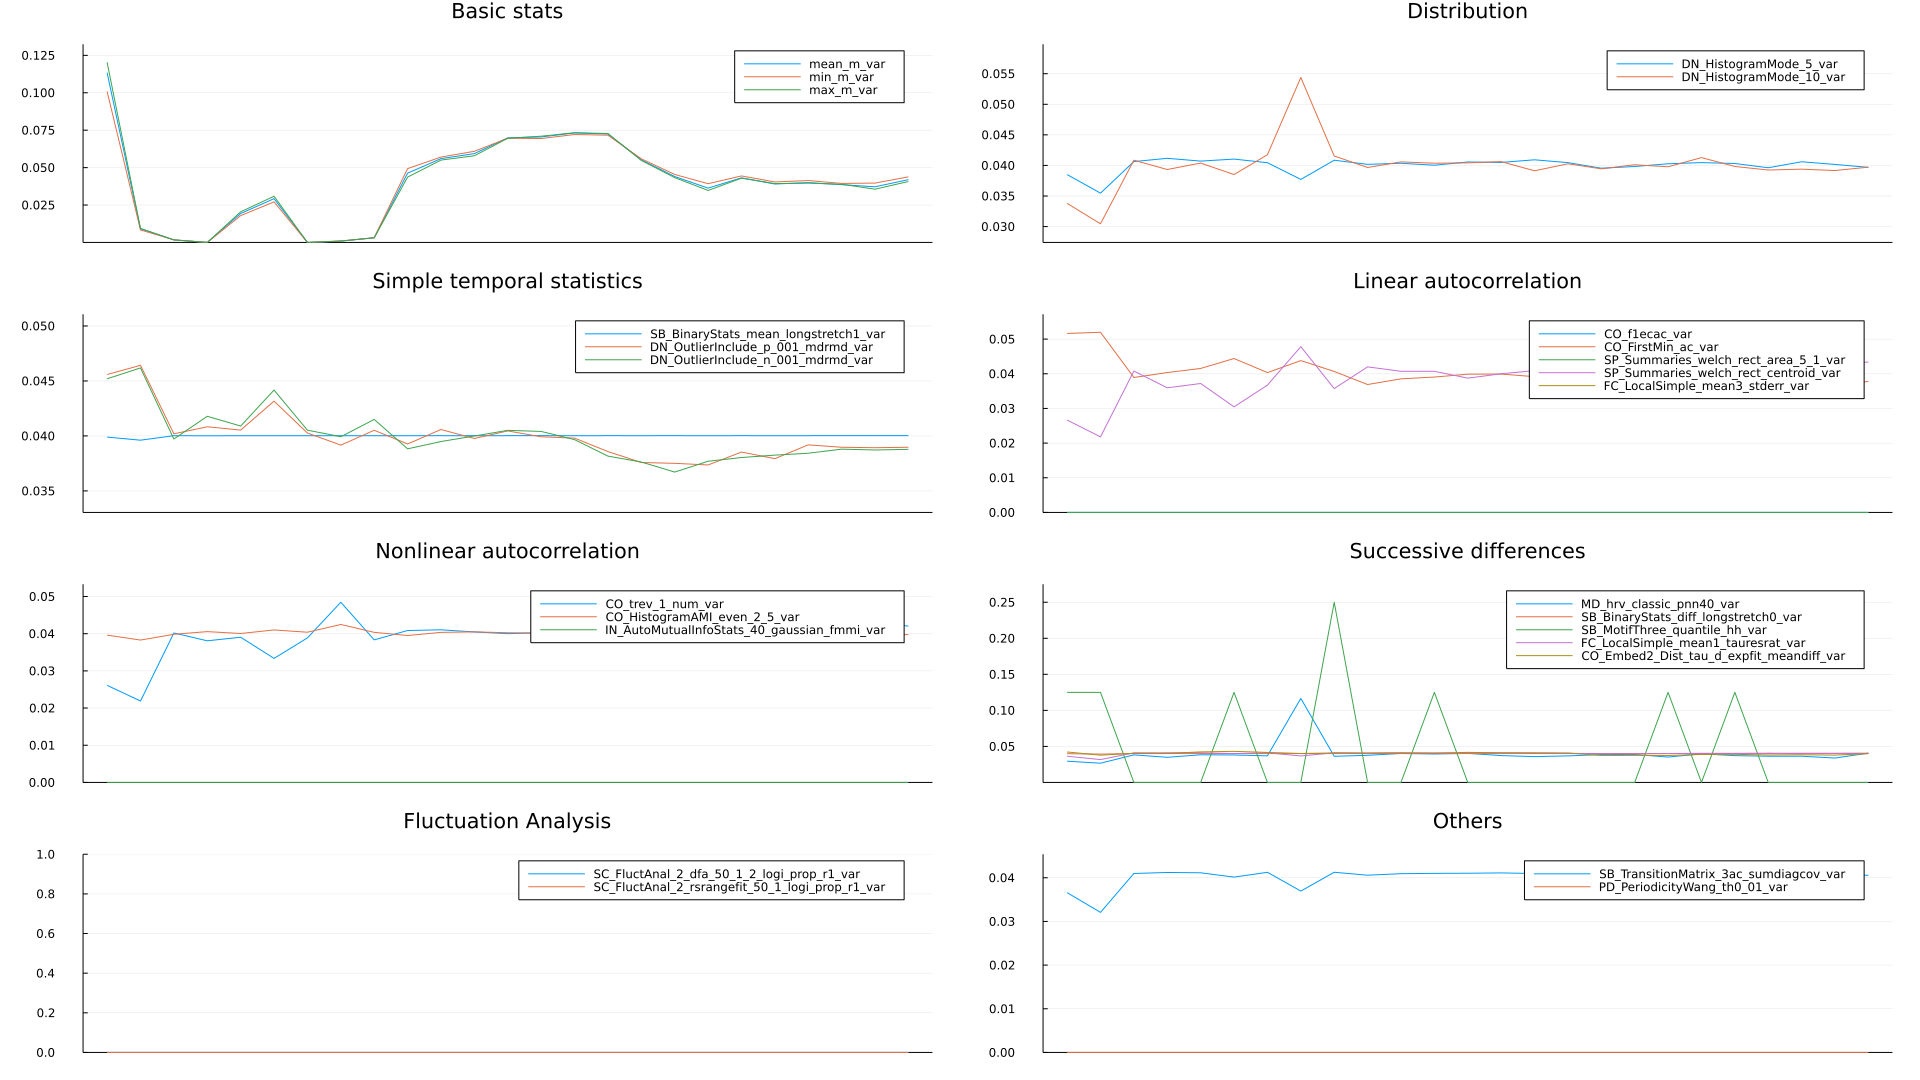 Basic stats
0.125
0.100
0.075
0.050
0.025
mean_m_var
min_m_var
max_m_var
Distribution
0.055
0.050
0.045
0.040
0.035
0.030
DN_HistogramMode_5_var
DN_HistogramMode_10_var
Simple temporal statistics
0.050
0.045
0.040
0.035
SB_BinaryStats_mean_longstretch1_var
DN_OutlierInclude_p_001_mdrmd_var
DN_OutlierInclude_n_001_mdrmd_var
Linear autocorrelation
0.05
0.04
0.03
0.02
0.01
0.00
CO_f1ecac_var
CO_FirstMin_ac_var
SP_Summaries_welch_rect_area_5_1_var
SP_Summaries_welch_rect_centroid_var
FC_LocalSimple_mean3_stderr_var
Nonlinear autocorrelation
0.05
0.04
0.03
0.02
0.01
0.00
CO_trev_1_num_var
CO_HistogramAMI_even_2_5_var
IN_AutoMutualInfoStats_40_gaussian_fmmi_var
Successive differences
0.25
0.20
0.15
0.10
0.05
MD_hrv_classic_pnn40_var
SB_BinaryStats_diff_longstretch0_var
SB_MotifThree_quantile_hh_var
FC_LocalSimple_mean1_tauresrat_var
CO_Embed2_Dist_tau_d_expfit_meandiff_var
Fluctuation Analysis
1.0
0.8
0.6
0.4
0.2
0.0
SC_FluctAnal_2_dfa_50_1_2_logi_prop_r1_var
SC_FluctAnal_2_rsrangefit_50_1_logi_prop_r1_var
Others
0.04
0.03
0.02
0.01
0.00
SB_TransitionMatrix_3ac_sumdiagcov_var
PD_PeriodicityWang_th0_01_var